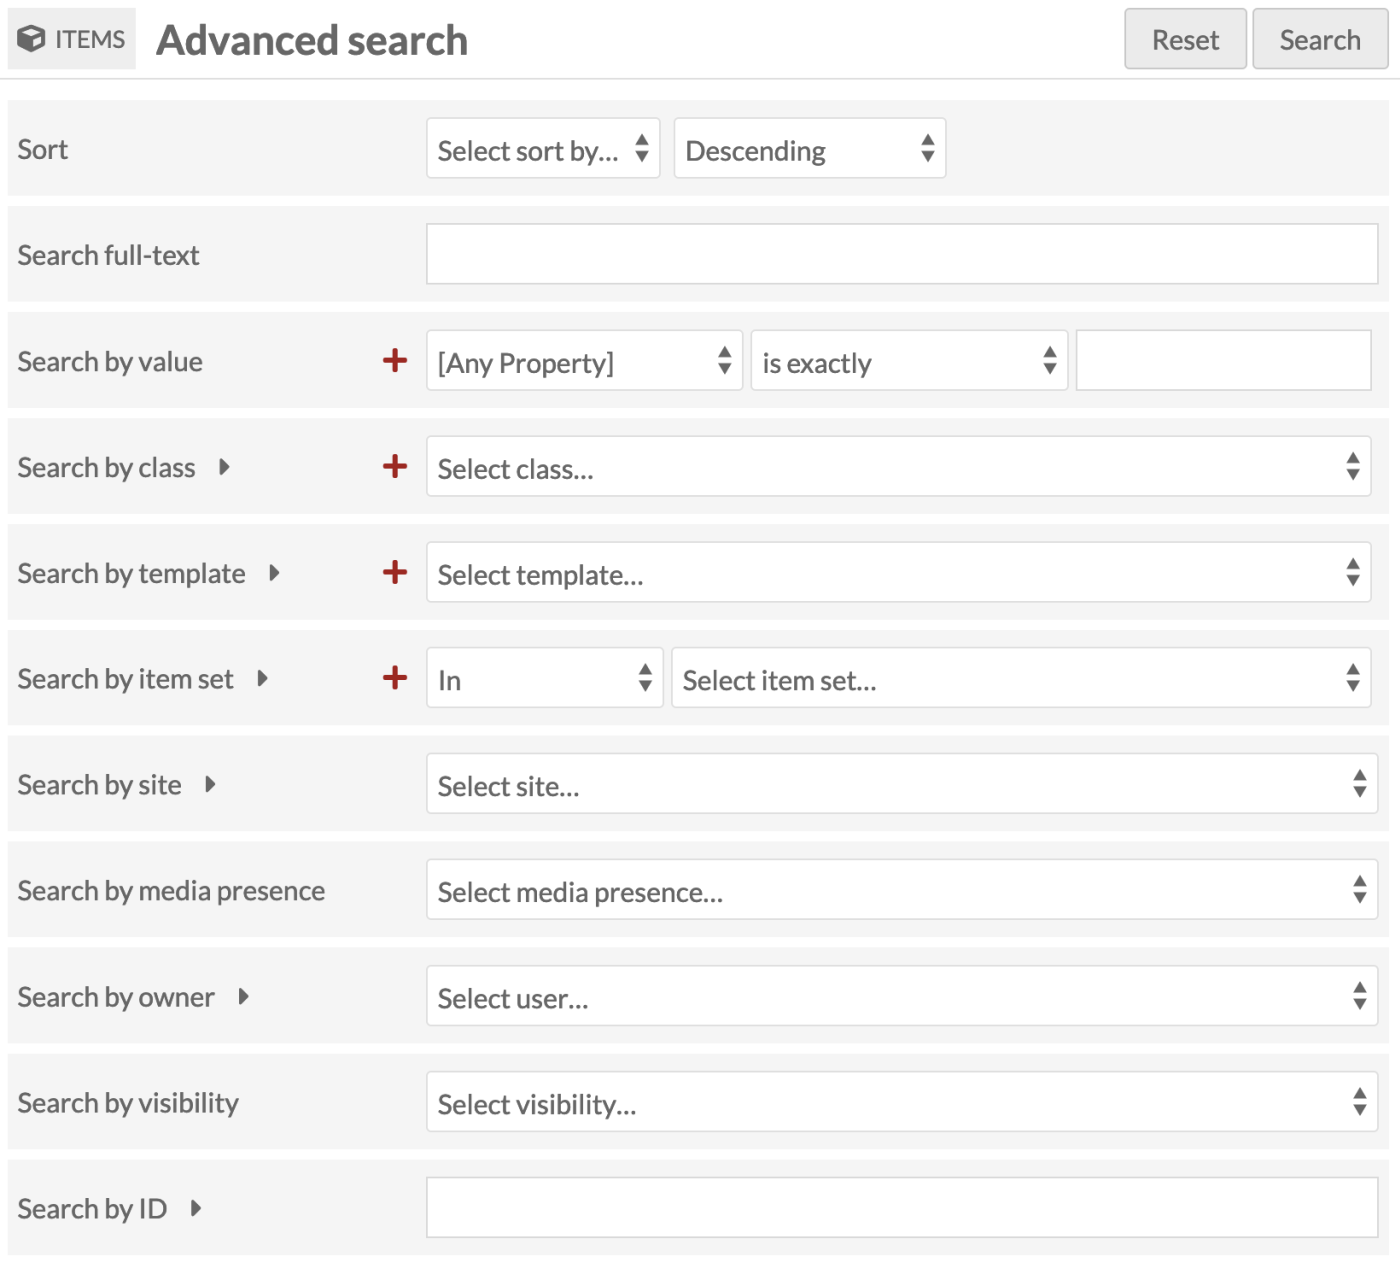 ITEMS Advanced search Reset Search
Sort Select sort by... Descending
Search full-text
Search by value [Any Property] is exactly
Search by class Select class...
Search by template Select template...
Search by item set In Select item set...
Search by site Select site...
Search by media presence Select media presence...
Search by owner Select user...
Search by visibility Select visibility...
Search by ID